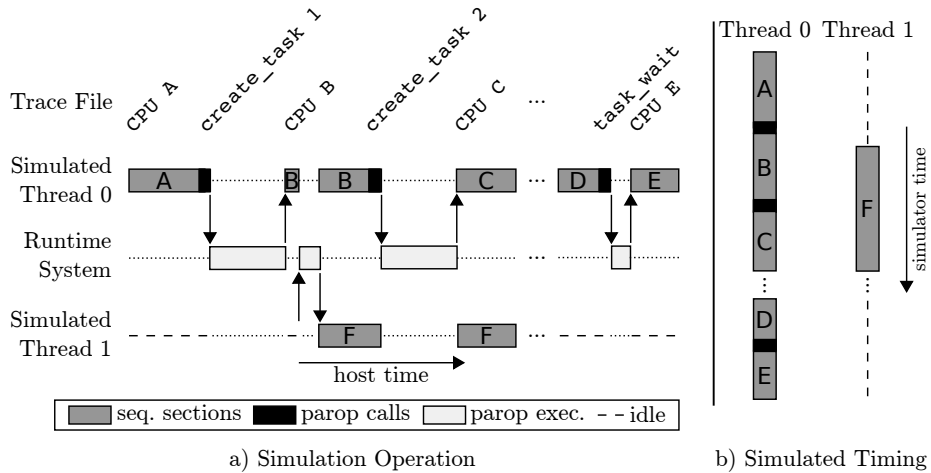 Trace File
CPU A
create_task 1
CPU B
create_task 2
CPU C
...
task_wait
CPU E
Simulated
Thread 0
A
B
B
C
...
D
E
Runtime
System
...
Simulated
Thread 1
F
F
...
host time
seq. sections
parop calls
parop exec.
idle
a) Simulation Operation
Thread 0 Thread 1
A
B
C
...
D
E
F
...
simulator time
b) Simulated Timing